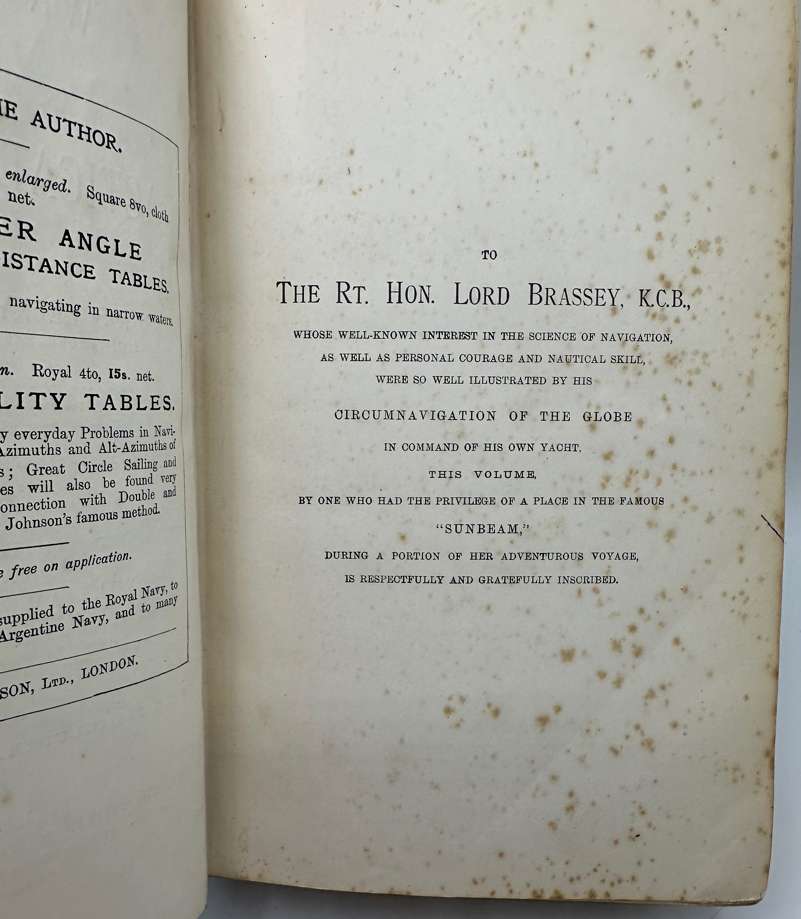 E AUTHOR.
enlarged. Square 8vo, cloth
net.
ER ANGLE
ISTANCE TABLES.
navigating in narrow waters.
n. Royal 4to, 15s. net.
LITY TABLES.
y everyday Problems in Navi-
Azimuths and Alt-Azimuths of
s; Great Circle Sailing and
es will also be found very
onnection with Double and
Johnson's famous method.
e free on application.
supplied to the Royal Navy, to
Argentine Navy, and to many
SON, LTD., LONDON.
TO
THE RT. HON. LORD BRASSEY, K.C.B.,
WHOSE WELL-KNOWN INTEREST IN THE SCIENCE OF NAVIGATION,
AS WELL AS PERSONAL COURAGE AND NAUTICAL SKILL,
WERE SO WELL ILLUSTRATED BY HIS
CIRCUMNAVIGATION OF THE GLOBE
IN COMMAND OF HIS OWN YACHT,
THIS VOLUME,
BY ONE WHO HAD THE PRIVILEGE OF A PLACE IN THE FAMOUS
"SUNBEAM,"
DURING A PORTION OF HER ADVENTUROUS VOYAGE,
IS RESPECTFULLY AND GRATEFULLY INSCRIBED.